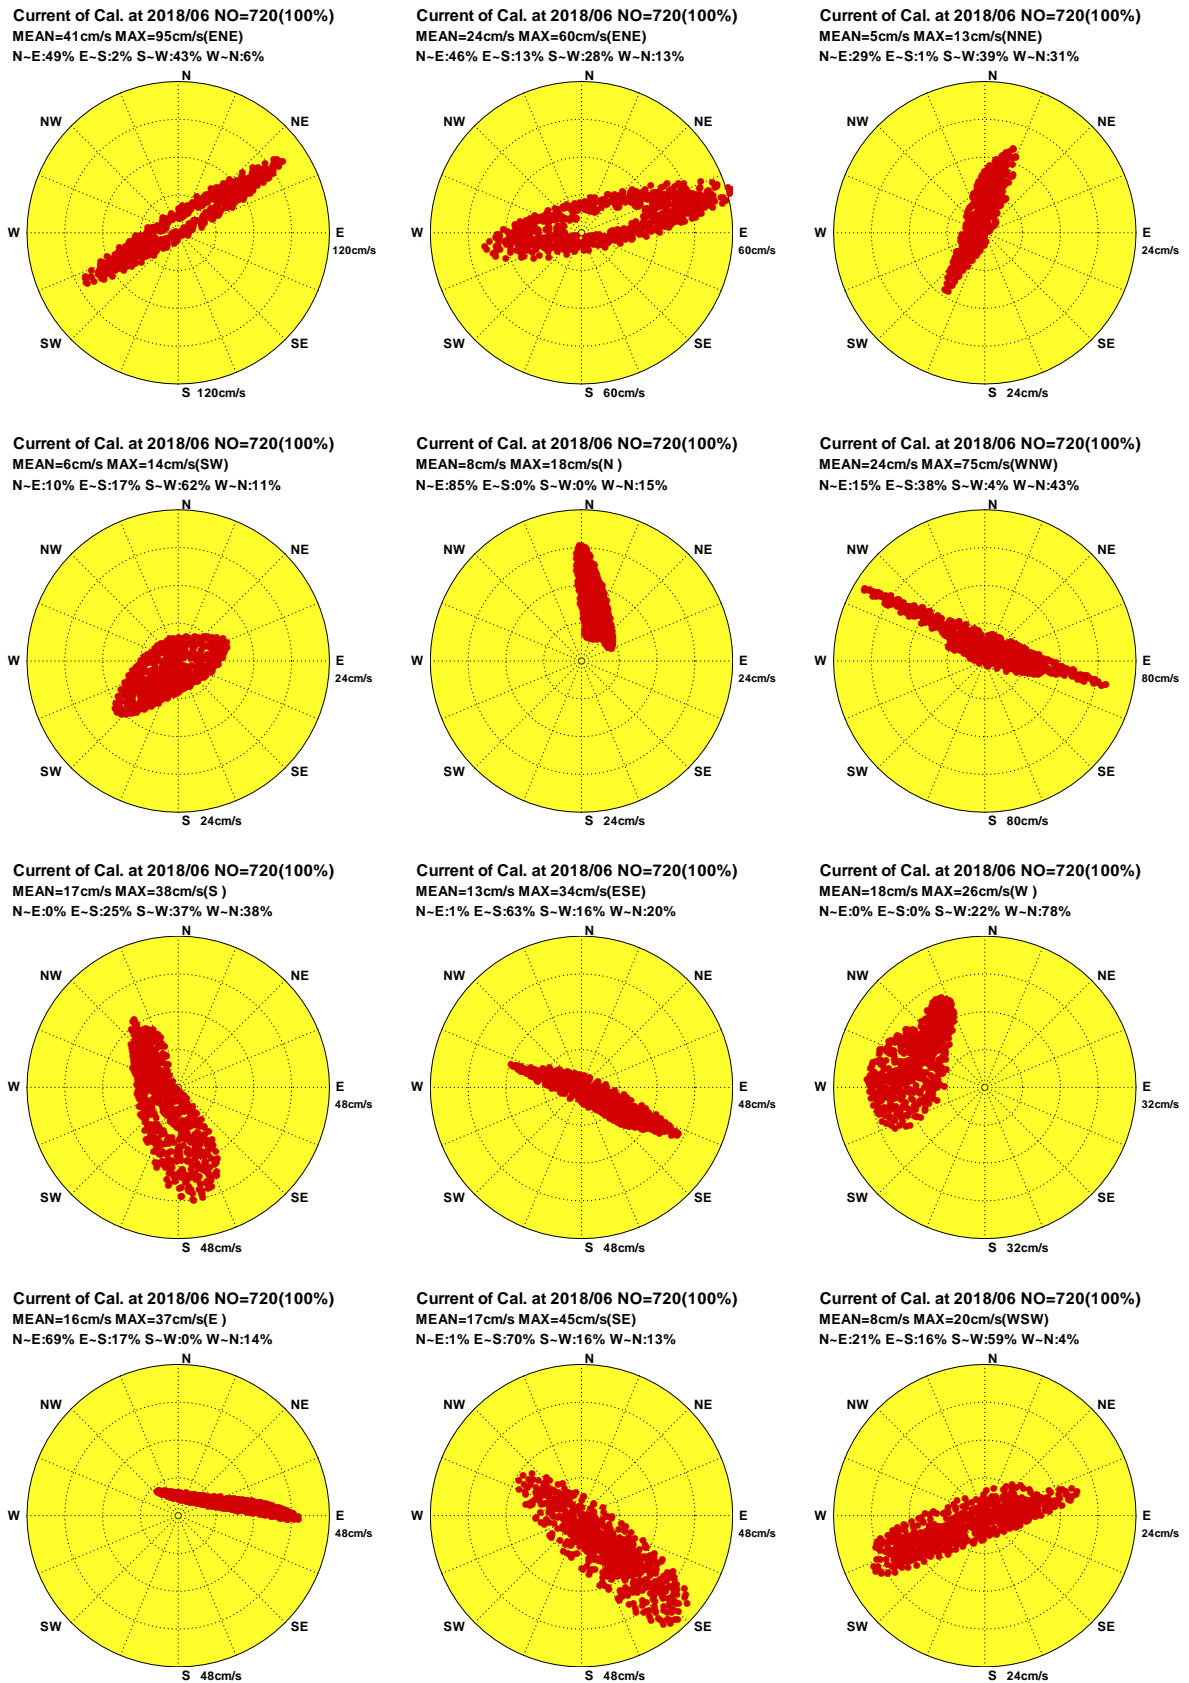 Current of Cal. at 2018/06 NO=720(100%)
MEAN=41cm/s MAX=95cm/s(ENE)
N~E:49% E~S:2% S~W:43% W~N:6%
N
NW
NE
W
E
120cm/s
SW
SE
S 120cm/s
Current of Cal. at 2018/06 NO=720(100%)
MEAN=24cm/s MAX=60cm/s(ENE)
N~E:46% E~S:13% S~W:28% W~N:13%
NW
NE
W
E
60cm/s
SW
SE
S 60cm/s
Current of Cal. at 2018/06 NO=720(100%)
MEAN=5cm/s MAX=13cm/s(NNE)
N~E:29% E~S:1% S~W:39% W~N:31%
N
NW
NE
W
E
24cm/s
SW
SE
S 24cm/s
Current of Cal. at 2018/06 NO=720(100%)
MEAN=6cm/s MAX=14cm/s(SW)
N~E:10% E~S:17% S~W:62% W~N:11%
N
NW
NE
W
E
24cm/s
SW
SE
S 24cm/s
Current of Cal. at 2018/06 NO=720(100%)
MEAN=8cm/s MAX=18cm/s(N )
N~E:85% E~S:0% S~W:0% W~N:15%
N
NW
NE
W
E
24cm/s
SW
SE
S 24cm/s
Current of Cal. at 2018/06 NO=720(100%)
MEAN=24cm/s MAX=75cm/s(WNW)
N~E:15% E~S:38% S~W:4% W~N:43%
N
NW
NE
W
E
80cm/s
SW
SE
S 80cm/s
Current of Cal. at 2018/06 NO=720(100%)
MEAN=17cm/s MAX=38cm/s(S )
N~E:0% E~S:25% S~W:37% W~N:38%
N
NW
NE
W
E
48cm/s
SW
SE
S 48cm/s
Current of Cal. at 2018/06 NO=720(100%)
MEAN=13cm/s MAX=34cm/s(ESE)
N~E:1% E~S:63% S~W:16% W~N:20%
N
NW
NE
W
E
48cm/s
SW
SE
S 48cm/s
Current of Cal. at 2018/06 NO=720(100%)
MEAN=18cm/s MAX=26cm/s(W )
N~E:0% E~S:0% S~W:22% W~N:78%
N
NW
NE
W
E
32cm/s
SW
SE
S 32cm/s
Current of Cal. at 2018/06 NO=720(100%)
MEAN=16cm/s MAX=37cm/s(E )
N~E:69% E~S:17% S~W:0% W~N:14%
N
NW
NE
W
E
48cm/s
SW
SE
S 48cm/s
Current of Cal. at 2018/06 NO=720(100%)
MEAN=17cm/s MAX=45cm/s(SE)
N~E:1% E~S:70% S~W:16% W~N:13%
N
NW
NE
W
E
48cm/s
SW
SE
S 48cm/s
Current of Cal. at 2018/06 NO=720(100%)
MEAN=8cm/s MAX=20cm/s(WSW)
N~E:21% E~S:16% S~W:59% W~N:4%
N
NW
NE
W
E
24cm/s
SW
SE
S 24cm/s